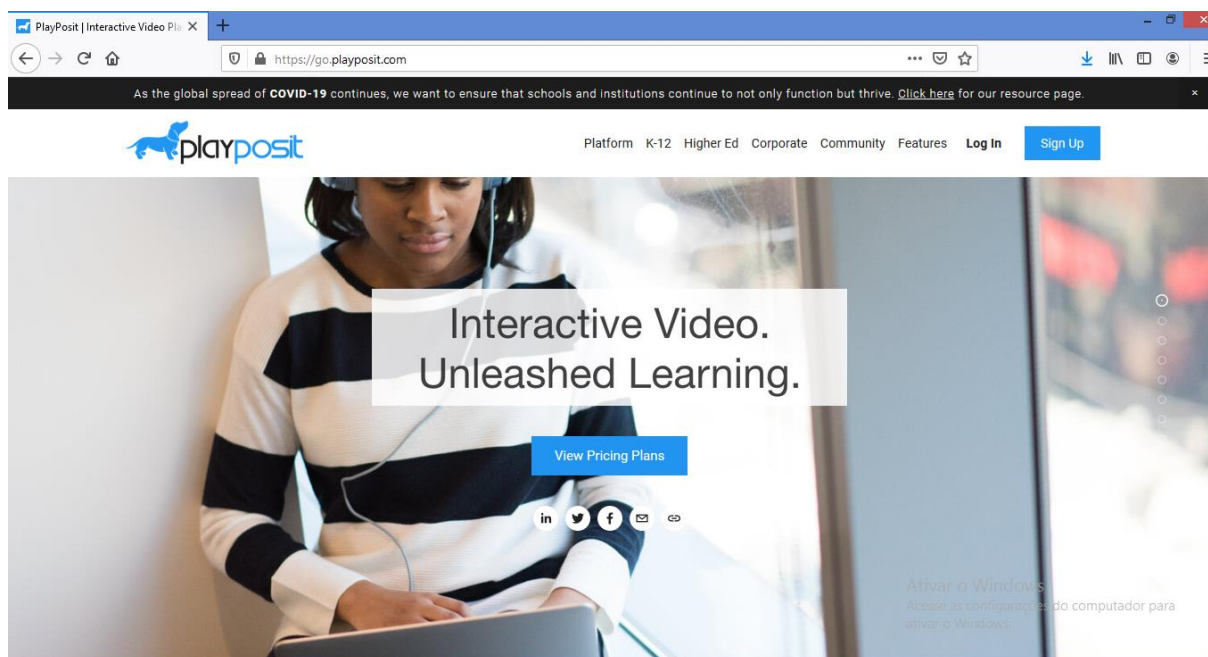 PlayPosit | Interactive Video Pla
https://go.playposit.com
As the global spread of COVID-19 continues, we want to ensure that schools and institutions continue to not only function but thrive. Click here for our resource page.
playposit
Platform K-12 Higher Ed Corporate Community Features Log In Sign Up
Interactive Video.
Unleashed Learning.
View Pricing Plans
in f
Ativar o Windows
Acesse as configurações do computador para
ativar o Windows.